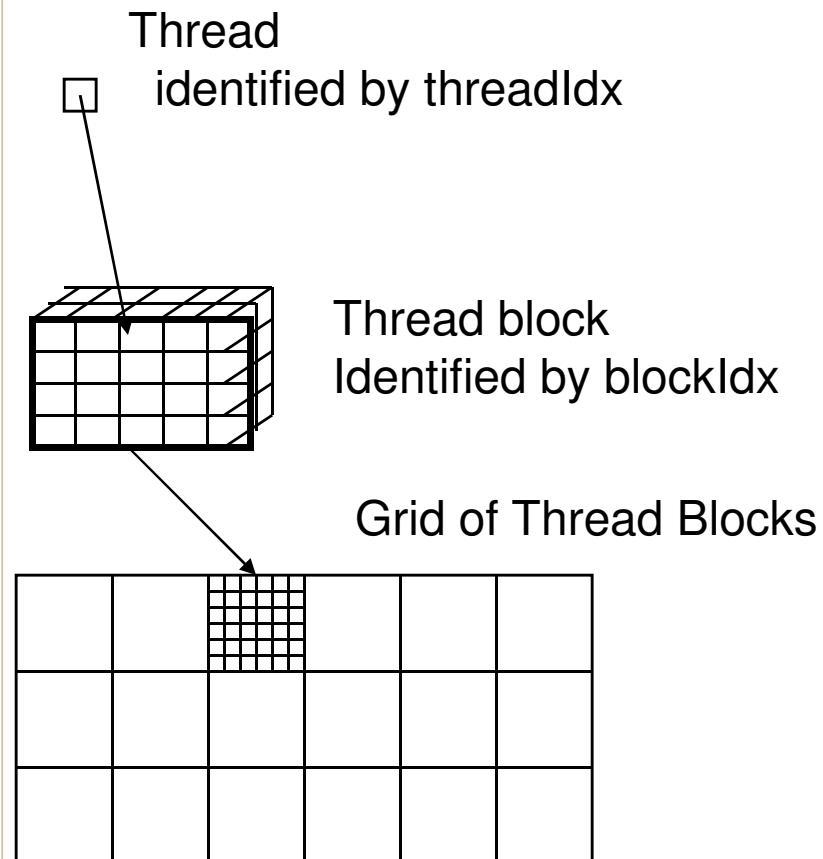 Thread
identified by threadIdx
Thread block
Identified by blockIdx
Grid of Thread Blocks